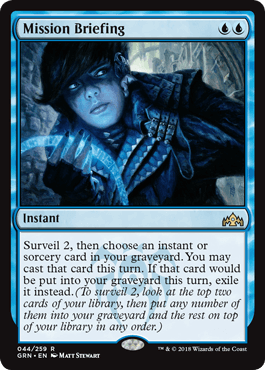 Mission Briefing
Instant
Surveil 2, then choose an instant or
sorcery card in your graveyard. You may
cast that card this turn. If that card would
be put into your graveyard this turn, exile
it instead. (To surveil 2, look at the top two
cards of your library, then put any number of
them into your graveyard and the rest on top
of your library in any order.)
044/259 R
GRN • EN Matt Stewart
™ & © 2018 Wizards of the Coast